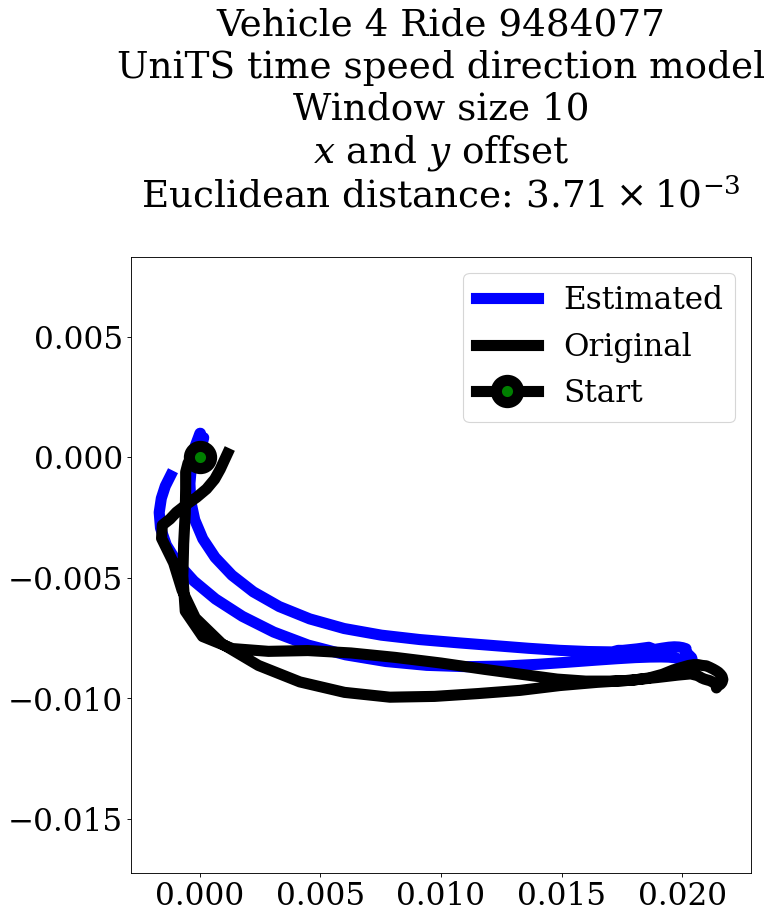 Vehicle 4 Ride 9484077
UniTS time speed direction model
Window size 10
x and y offset
Euclidean distance: 3.71 × 10⁻³
Estimated
Original
Start
0.005
0.000
−0.005
−0.010
−0.015
0.000 0.005 0.010 0.015 0.020